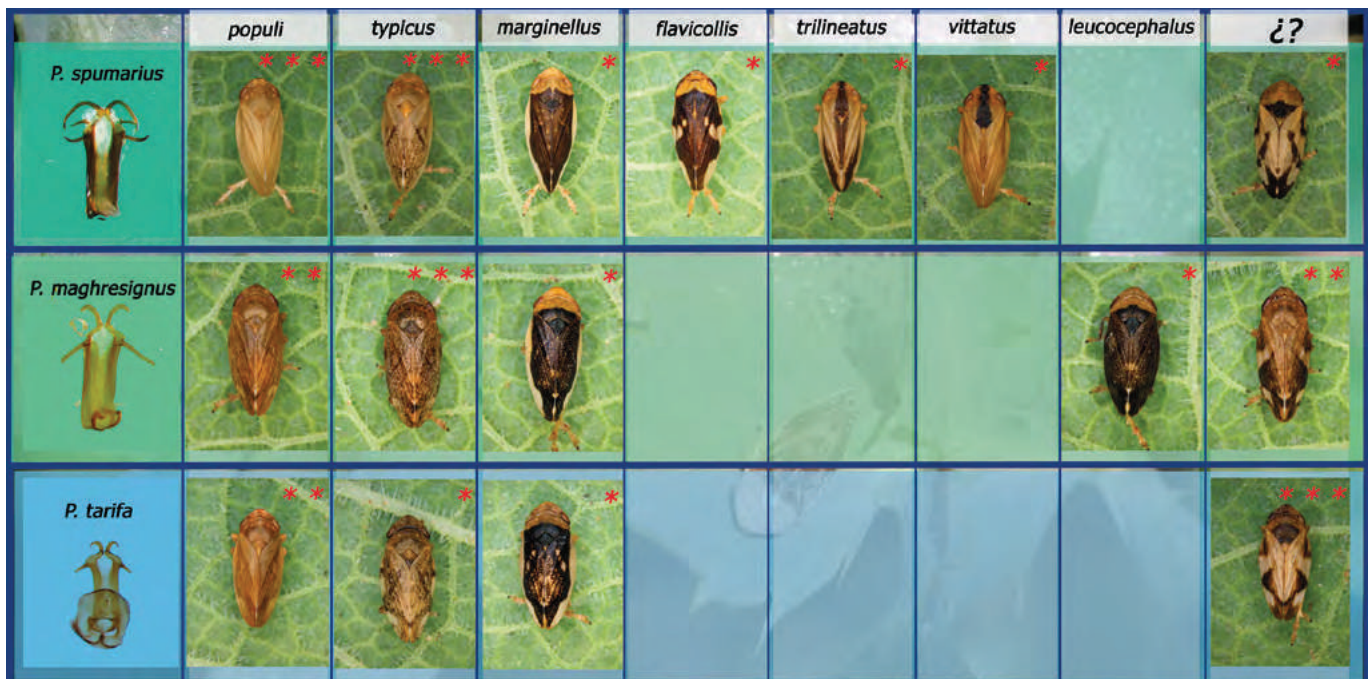 populi typicus marginellus flavicollis trilineatus vittatus leucocephalus ¿?
P. spumarius
* * * * * * * * * * *
P. maghresignus
* * * * * * * * *
P. tarifa
* * * * * * *